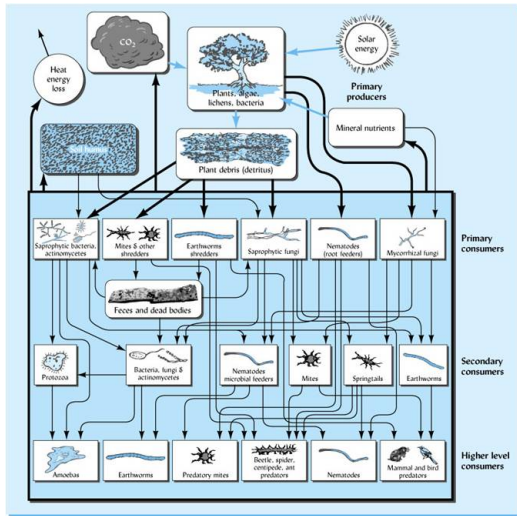 CO2
Solar
energy
Heat
energy
loss
Plants, algae,
lichens, bacteria
Primary
producers
Mineral nutrients
Soil humus
Plant debris (detritus)
Saprophytic bacteria,
actinomycetes
Mites & other
shredders
Earthworms
shredders
Saprophytic fungi
Nematodes
(root feeders)
Mycorrhizal fungi
Primary
consumers
Feces and dead bodies
Protozoa
Bacteria, fungi &
actinomycetes
Nematodes
microbial feeders
Mites
Springtails
Earthworms
Secondary
consumers
Amoebas
Earthworms
Predatory mites
Beetle, spider,
centipede, ant
predators
Nematodes
Mammal and bird
predators
Higher level
consumers